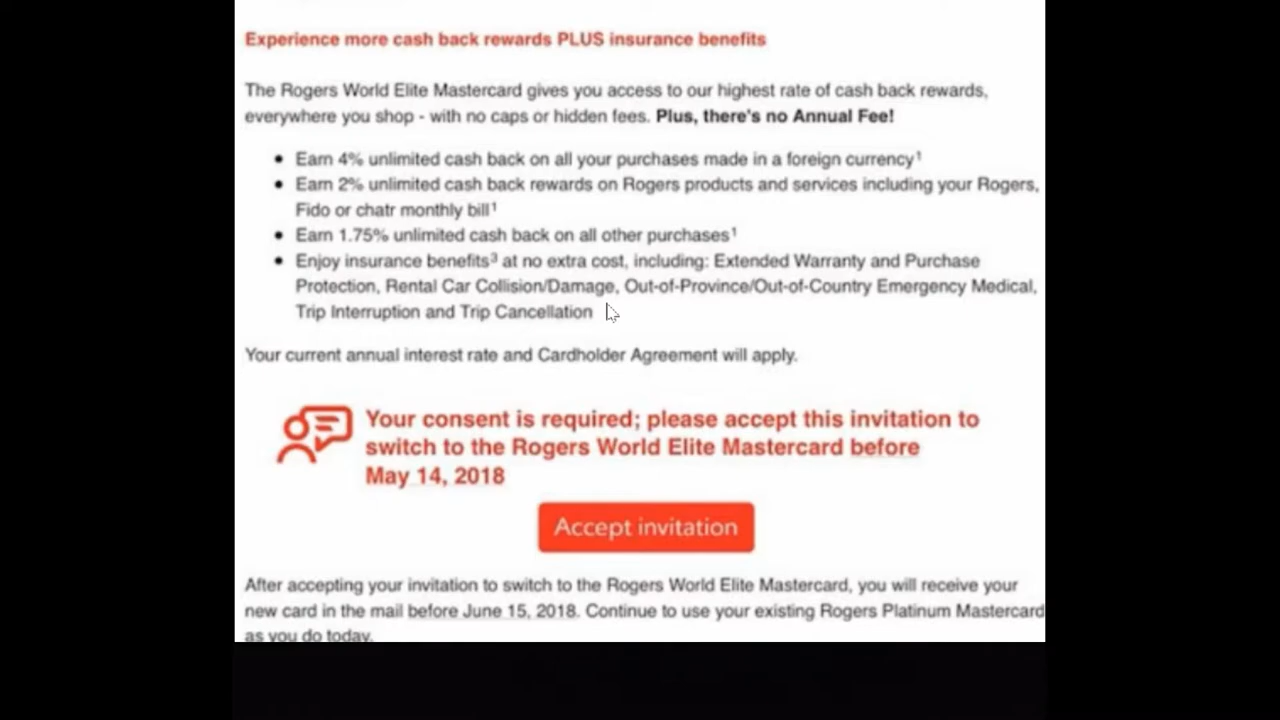 Experience more cash back rewards PLUS insurance benefits
The Rogers World Elite Mastercard gives you access to our highest rate of cash back rewards,
everywhere you shop - with no caps or hidden fees. Plus, there's no Annual Fee!
• Earn 4% unlimited cash back on all your purchases made in a foreign currency¹
• Earn 2% unlimited cash back rewards on Rogers products and services including your Rogers,
Fido or chatr monthly bill¹
• Earn 1.75% unlimited cash back on all other purchases¹
• Enjoy insurance benefits³ at no extra cost, including: Extended Warranty and Purchase
Protection, Rental Car Collision/Damage, Out-of-Province/Out-of-Country Emergency Medical,
Trip Interruption and Trip Cancellation
Your current annual interest rate and Cardholder Agreement will apply.
Your consent is required; please accept this invitation to
switch to the Rogers World Elite Mastercard before
May 14, 2018
Accept invitation
After accepting your invitation to switch to the Rogers World Elite Mastercard, you will receive your
new card in the mail before June 15, 2018. Continue to use your existing Rogers Platinum Mastercard
as you do today.